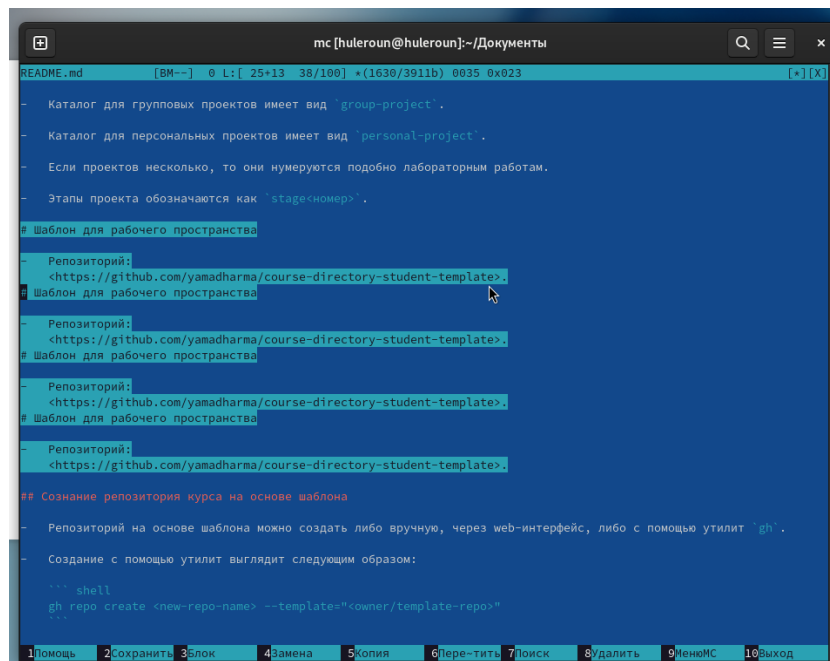 mc [huleroun@huleroun]:~/Документы
README.md [BM--] 0 L:[ 25+13 38/100] *(1630/3911b) 0035 0x023 [*][X]
- Каталог для групповых проектов имеет вид `group-project`.
- Каталог для персональных проектов имеет вид `personal-project`.
- Если проектов несколько, то они нумеруются подобно лабораторным работам.
- Этапы проекта обозначаются как `stage<номер>`.
# Шаблон для рабочего пространства
- Репозиторий:
<https://github.com/yamadharma/course-directory-student-template>.
# Шаблон для рабочего пространства
- Репозиторий:
<https://github.com/yamadharma/course-directory-student-template>.
# Шаблон для рабочего пространства
- Репозиторий:
<https://github.com/yamadharma/course-directory-student-template>.
# Шаблон для рабочего пространства
- Репозиторий:
<https://github.com/yamadharma/course-directory-student-template>.
## Сознание репозитория курса на основе шаблона
- Репозиторий на основе шаблона можно создать либо вручную, через web-интерфейс, либо с помощью утилит `gh`.
- Создание с помощью утилит выглядит следующим образом:
``` shell
gh repo create <new-repo-name> --template="<owner/template-repo>"
```
1Помощь 2Сохранить 3Блок 4Замена 5Копия 6Пере~тить 7Поиск 8Удалить 9МенюMC 10Выход